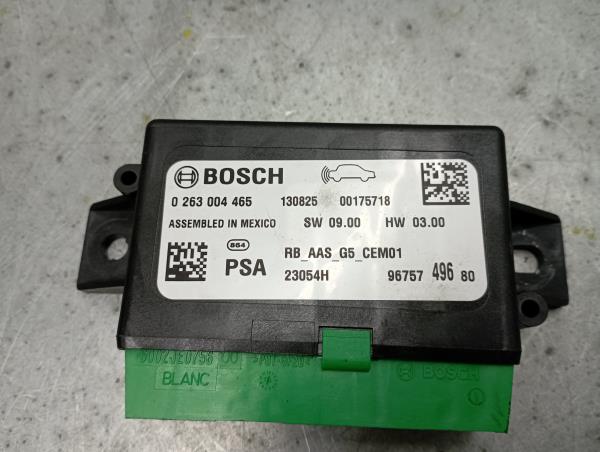 BOSCH
0 263 004 465 130825 00175718
ASSEMBLED IN MEXICO SW 09.00 HW 03.00
RB_AAS_G5_CEM01
PSA 23054H 96757 496 80
BLANC
BOSCH